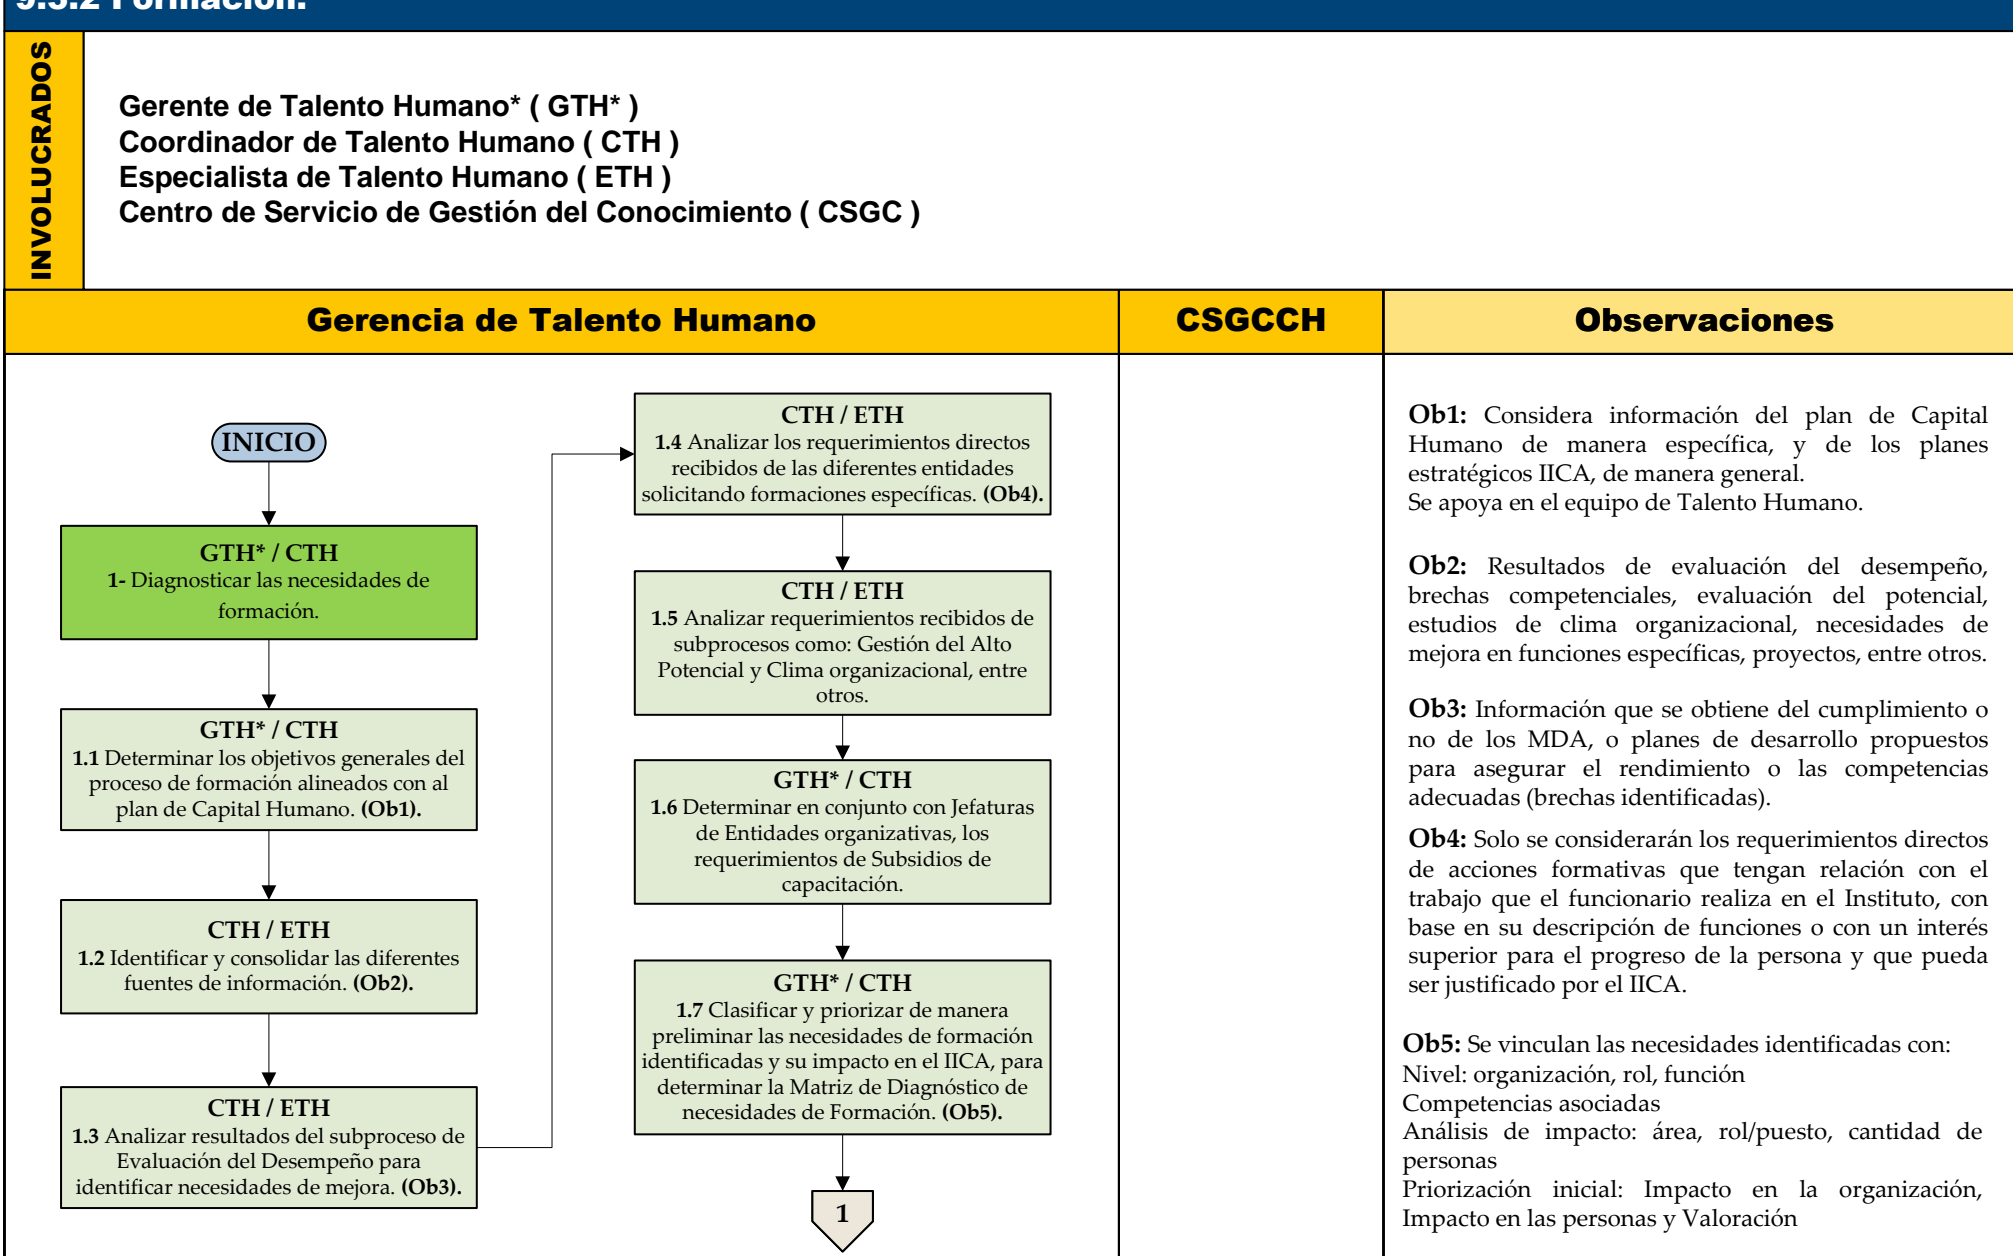 9.3.2 Formación.
INVOLUCRADOS
Gerente de Talento Humano* ( GTH* )
Coordinador de Talento Humano ( CTH )
Especialista de Talento Humano ( ETH )
Centro de Servicio de Gestión del Conocimiento ( CSGC )
Gerencia de Talento Humano
CSGCCH
Observaciones
INICIO
GTH* / CTH
1- Diagnosticar las necesidades de
formación.
GTH* / CTH
1.1 Determinar los objetivos generales del
proceso de formación alineados con al
plan de Capital Humano. (Ob1).
CTH / ETH
1.2 Identificar y consolidar las diferentes
fuentes de información. (Ob2).
CTH / ETH
1.3 Analizar resultados del subproceso de
Evaluación del Desempeño para
identificar necesidades de mejora. (Ob3).
CTH / ETH
1.4 Analizar los requerimientos directos
recibidos de las diferentes entidades
solicitando formaciones específicas. (Ob4).
CTH / ETH
1.5 Analizar requerimientos recibidos de
subprocesos como: Gestión del Alto
Potencial y Clima organizacional, entre
otros.
GTH* / CTH
1.6 Determinar en conjunto con Jefaturas
de Entidades organizativas, los
requerimientos de Subsidios de
capacitación.
GTH* / CTH
1.7 Clasificar y priorizar de manera
preliminar las necesidades de formación
identificadas y su impacto en el IICA, para
determinar la Matriz de Diagnóstico de
necesidades de Formación. (Ob5).
1
Ob1: Considera información del plan de Capital
Humano de manera específica, y de los planes
estratégicos IICA, de manera general.
Se apoya en el equipo de Talento Humano.
Ob2: Resultados de evaluación del desempeño,
brechas competenciales, evaluación del potencial,
estudios de clima organizacional, necesidades de
mejora en funciones específicas, proyectos, entre otros.
Ob3: Información que se obtiene del cumplimiento o
no de los MDA, o planes de desarrollo propuestos
para asegurar el rendimiento o las competencias
adecuadas (brechas identificadas).
Ob4: Solo se considerarán los requerimientos directos
de acciones formativas que tengan relación con el
trabajo que el funcionario realiza en el Instituto, con
base en su descripción de funciones o con un interés
superior para el progreso de la persona y que pueda
ser justificado por el IICA.
Ob5: Se vinculan las necesidades identificadas con:
Nivel: organización, rol, función
Competencias asociadas
Análisis de impacto: área, rol/puesto, cantidad de
personas
Priorización inicial: Impacto en la organización,
Impacto en las personas y Valoración